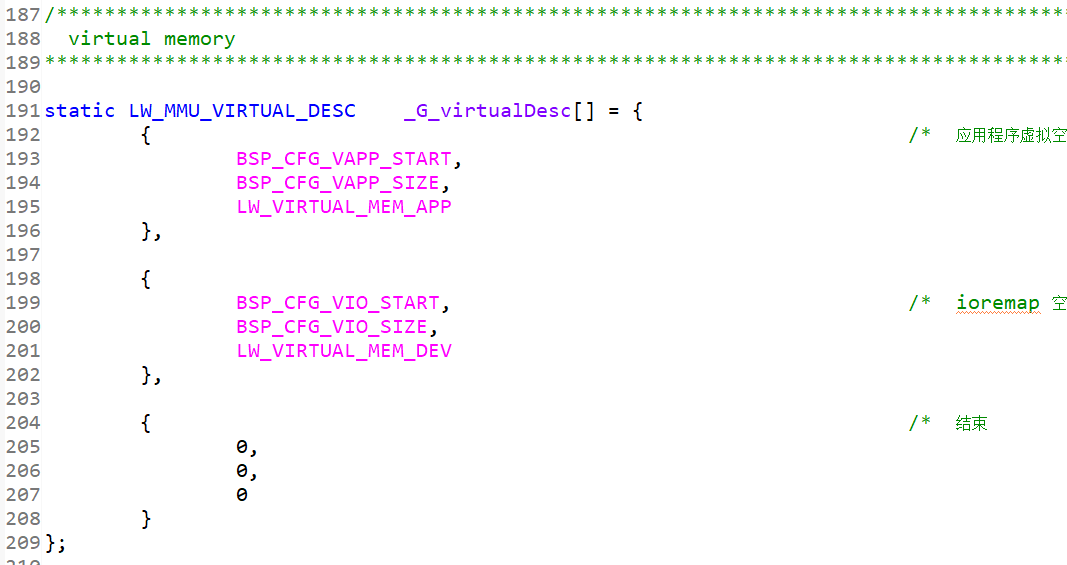 187 /*************************************************************************************
188   virtual memory
189 **************************************************************************************
190
191 static LW_MMU_VIRTUAL_DESC    _G_virtualDesc[] = {
192         {                                                               /*  应用程序虚拟空
193                 BSP_CFG_VAPP_START,
194                 BSP_CFG_VAPP_SIZE,
195                 LW_VIRTUAL_MEM_APP
196         },
197
198         {
199                 BSP_CFG_VIO_START,                                      /*  ioremap 空
200                 BSP_CFG_VIO_SIZE,
201                 LW_VIRTUAL_MEM_DEV
202         },
203
204         {                                                               /*  结束
205                 0,
206                 0,
207                 0
208         }
209 };